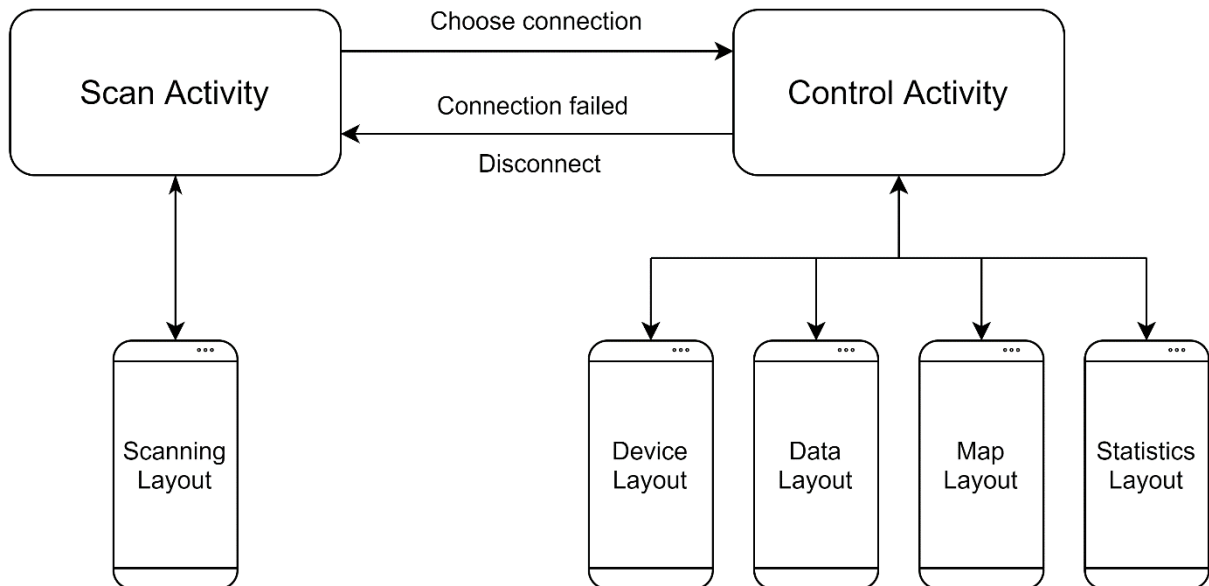 Choose connection
Scan Activity
Control Activity
Connection failed
Disconnect
Scanning
Layout
Device
Layout
Data
Layout
Map
Layout
Statistics
Layout